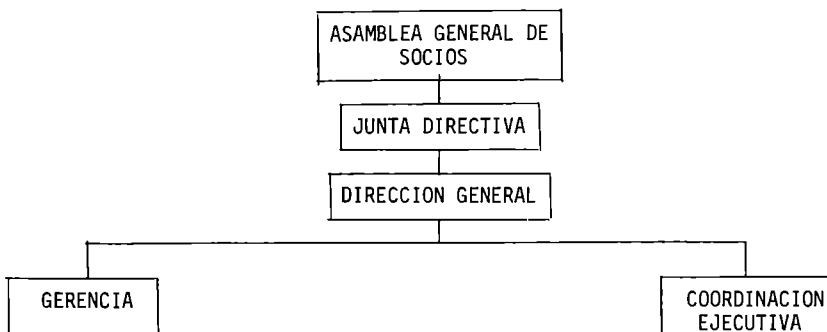 ASAMBLEA GENERAL DE
SOCIOS
JUNTA DIRECTIVA
DIRECCION GENERAL
GERENCIA
COORDINACION
EJECUTIVA